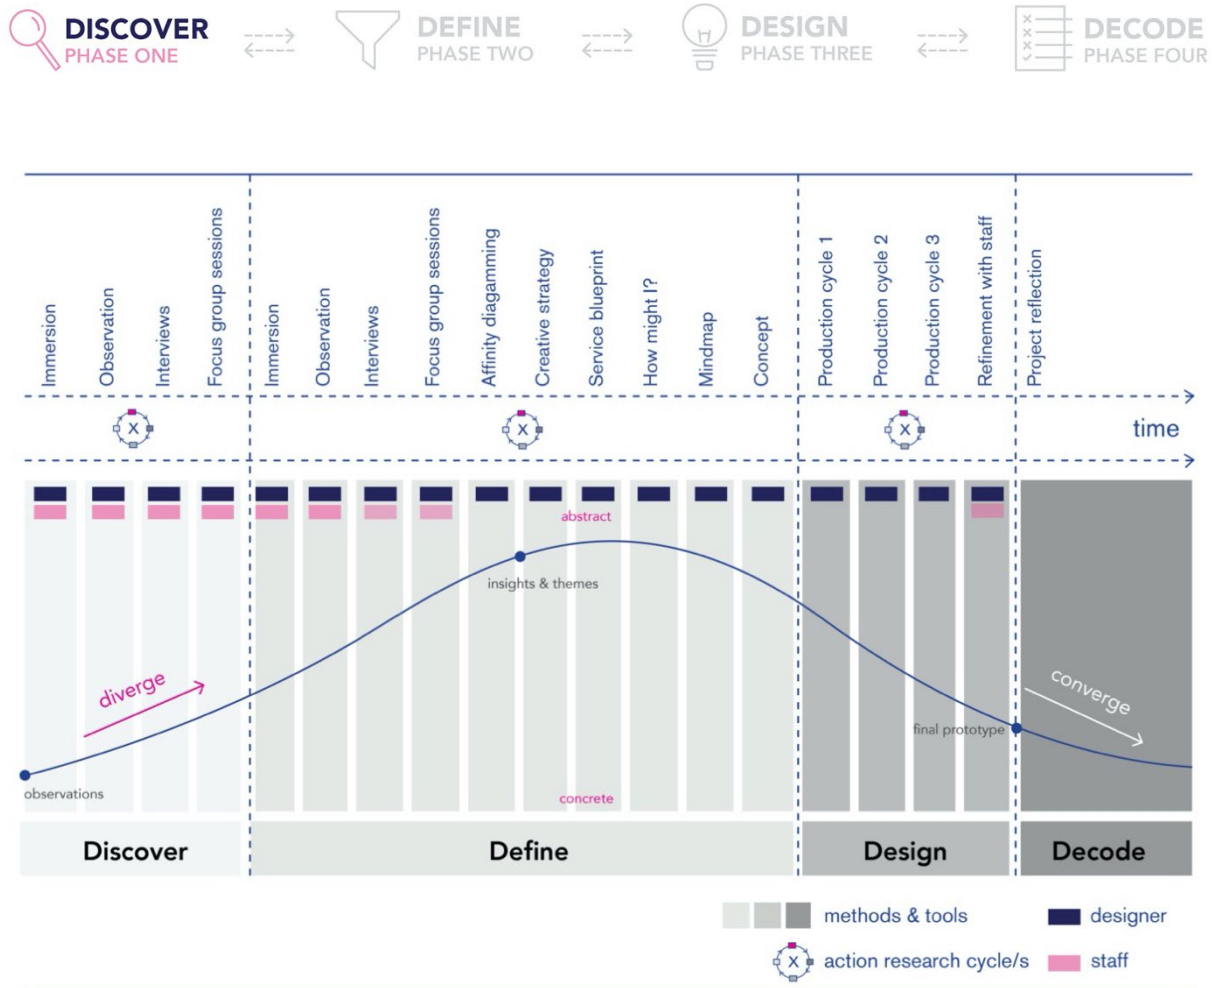 DISCOVER
PHASE ONE
DEFINE
PHASE TWO
DESIGN
PHASE THREE
DECODE
PHASE FOUR
Immersion
Observation
Interviews
Focus group sessions
Immersion
Observation
Interviews
Focus group sessions
Affinity diagamming
Creative strategy
Service blueprint
How might I?
Mindmap
Concept
Production cycle 1
Production cycle 2
Production cycle 3
Refinement with staff
Project reflection
X
X
X
time
abstract
insights & themes
diverge
converge
final prototype
observations
concrete
Discover
Define
Design
Decode
methods & tools
designer
X
action research cycle/s
staff